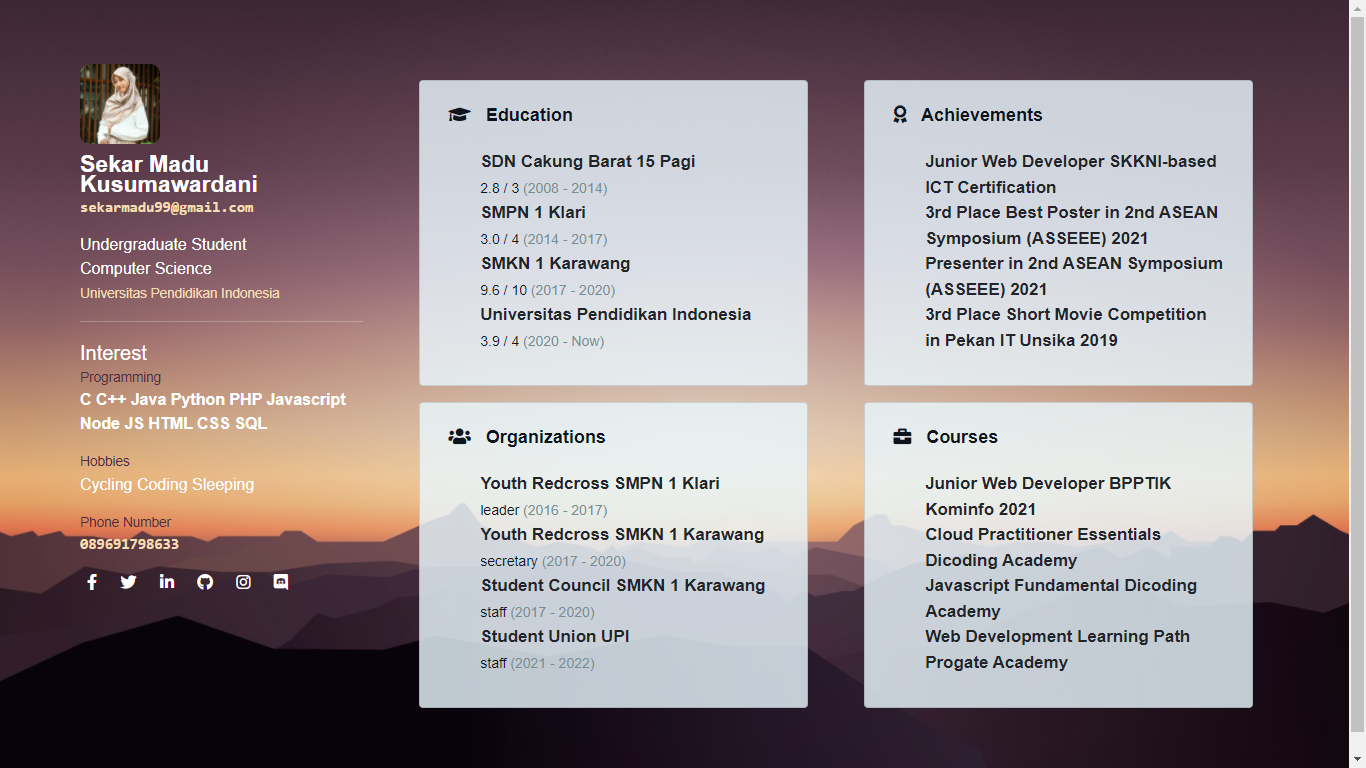 Sekar Madu
Kusumawardani
sekarmadu99@gmail.com
Undergraduate Student
Computer Science
Universitas Pendidikan Indonesia
Interest
Programming
C C++ Java Python PHP Javascript
Node JS HTML CSS SQL
Hobbies
Cycling Coding Sleeping
Phone Number
089691798633
Education
SDN Cakung Barat 15 Pagi
2.8 / 3 (2008 - 2014)
SMPN 1 Klari
3.0 / 4 (2014 - 2017)
SMKN 1 Karawang
9.6 / 10 (2017 - 2020)
Universitas Pendidikan Indonesia
3.9 / 4 (2020 - Now)
Achievements
Junior Web Developer SKKNI-based
ICT Certification
3rd Place Best Poster in 2nd ASEAN
Symposium (ASSEEE) 2021
Presenter in 2nd ASEAN Symposium
(ASSEEE) 2021
3rd Place Short Movie Competition
in Pekan IT Unsika 2019
Organizations
Youth Redcross SMPN 1 Klari
leader (2016 - 2017)
Youth Redcross SMKN 1 Karawang
secretary (2017 - 2020)
Student Council SMKN 1 Karawang
staff (2017 - 2020)
Student Union UPI
staff (2021 - 2022)
Courses
Junior Web Developer BPPTIK
Kominfo 2021
Cloud Practitioner Essentials
Dicoding Academy
Javascript Fundamental Dicoding
Academy
Web Development Learning Path
Progate Academy